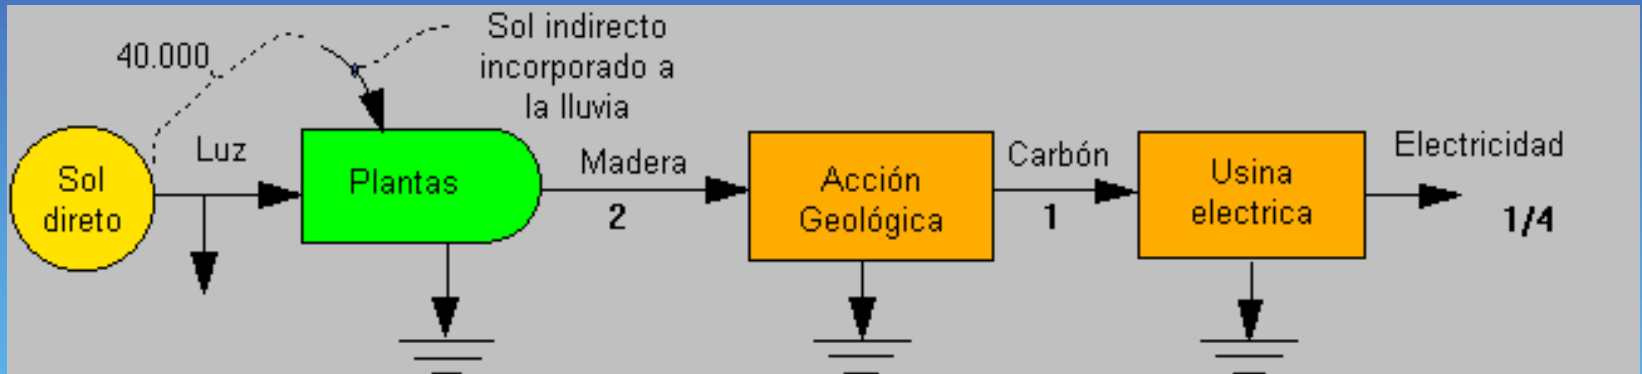 40.000
Sol indirecto
incorporado a
la lluvia
Sol
direto
Luz
Plantas
Madera
2
Acción
Geológica
Carbón
1
Usina
electrica
Electricidad
1/4